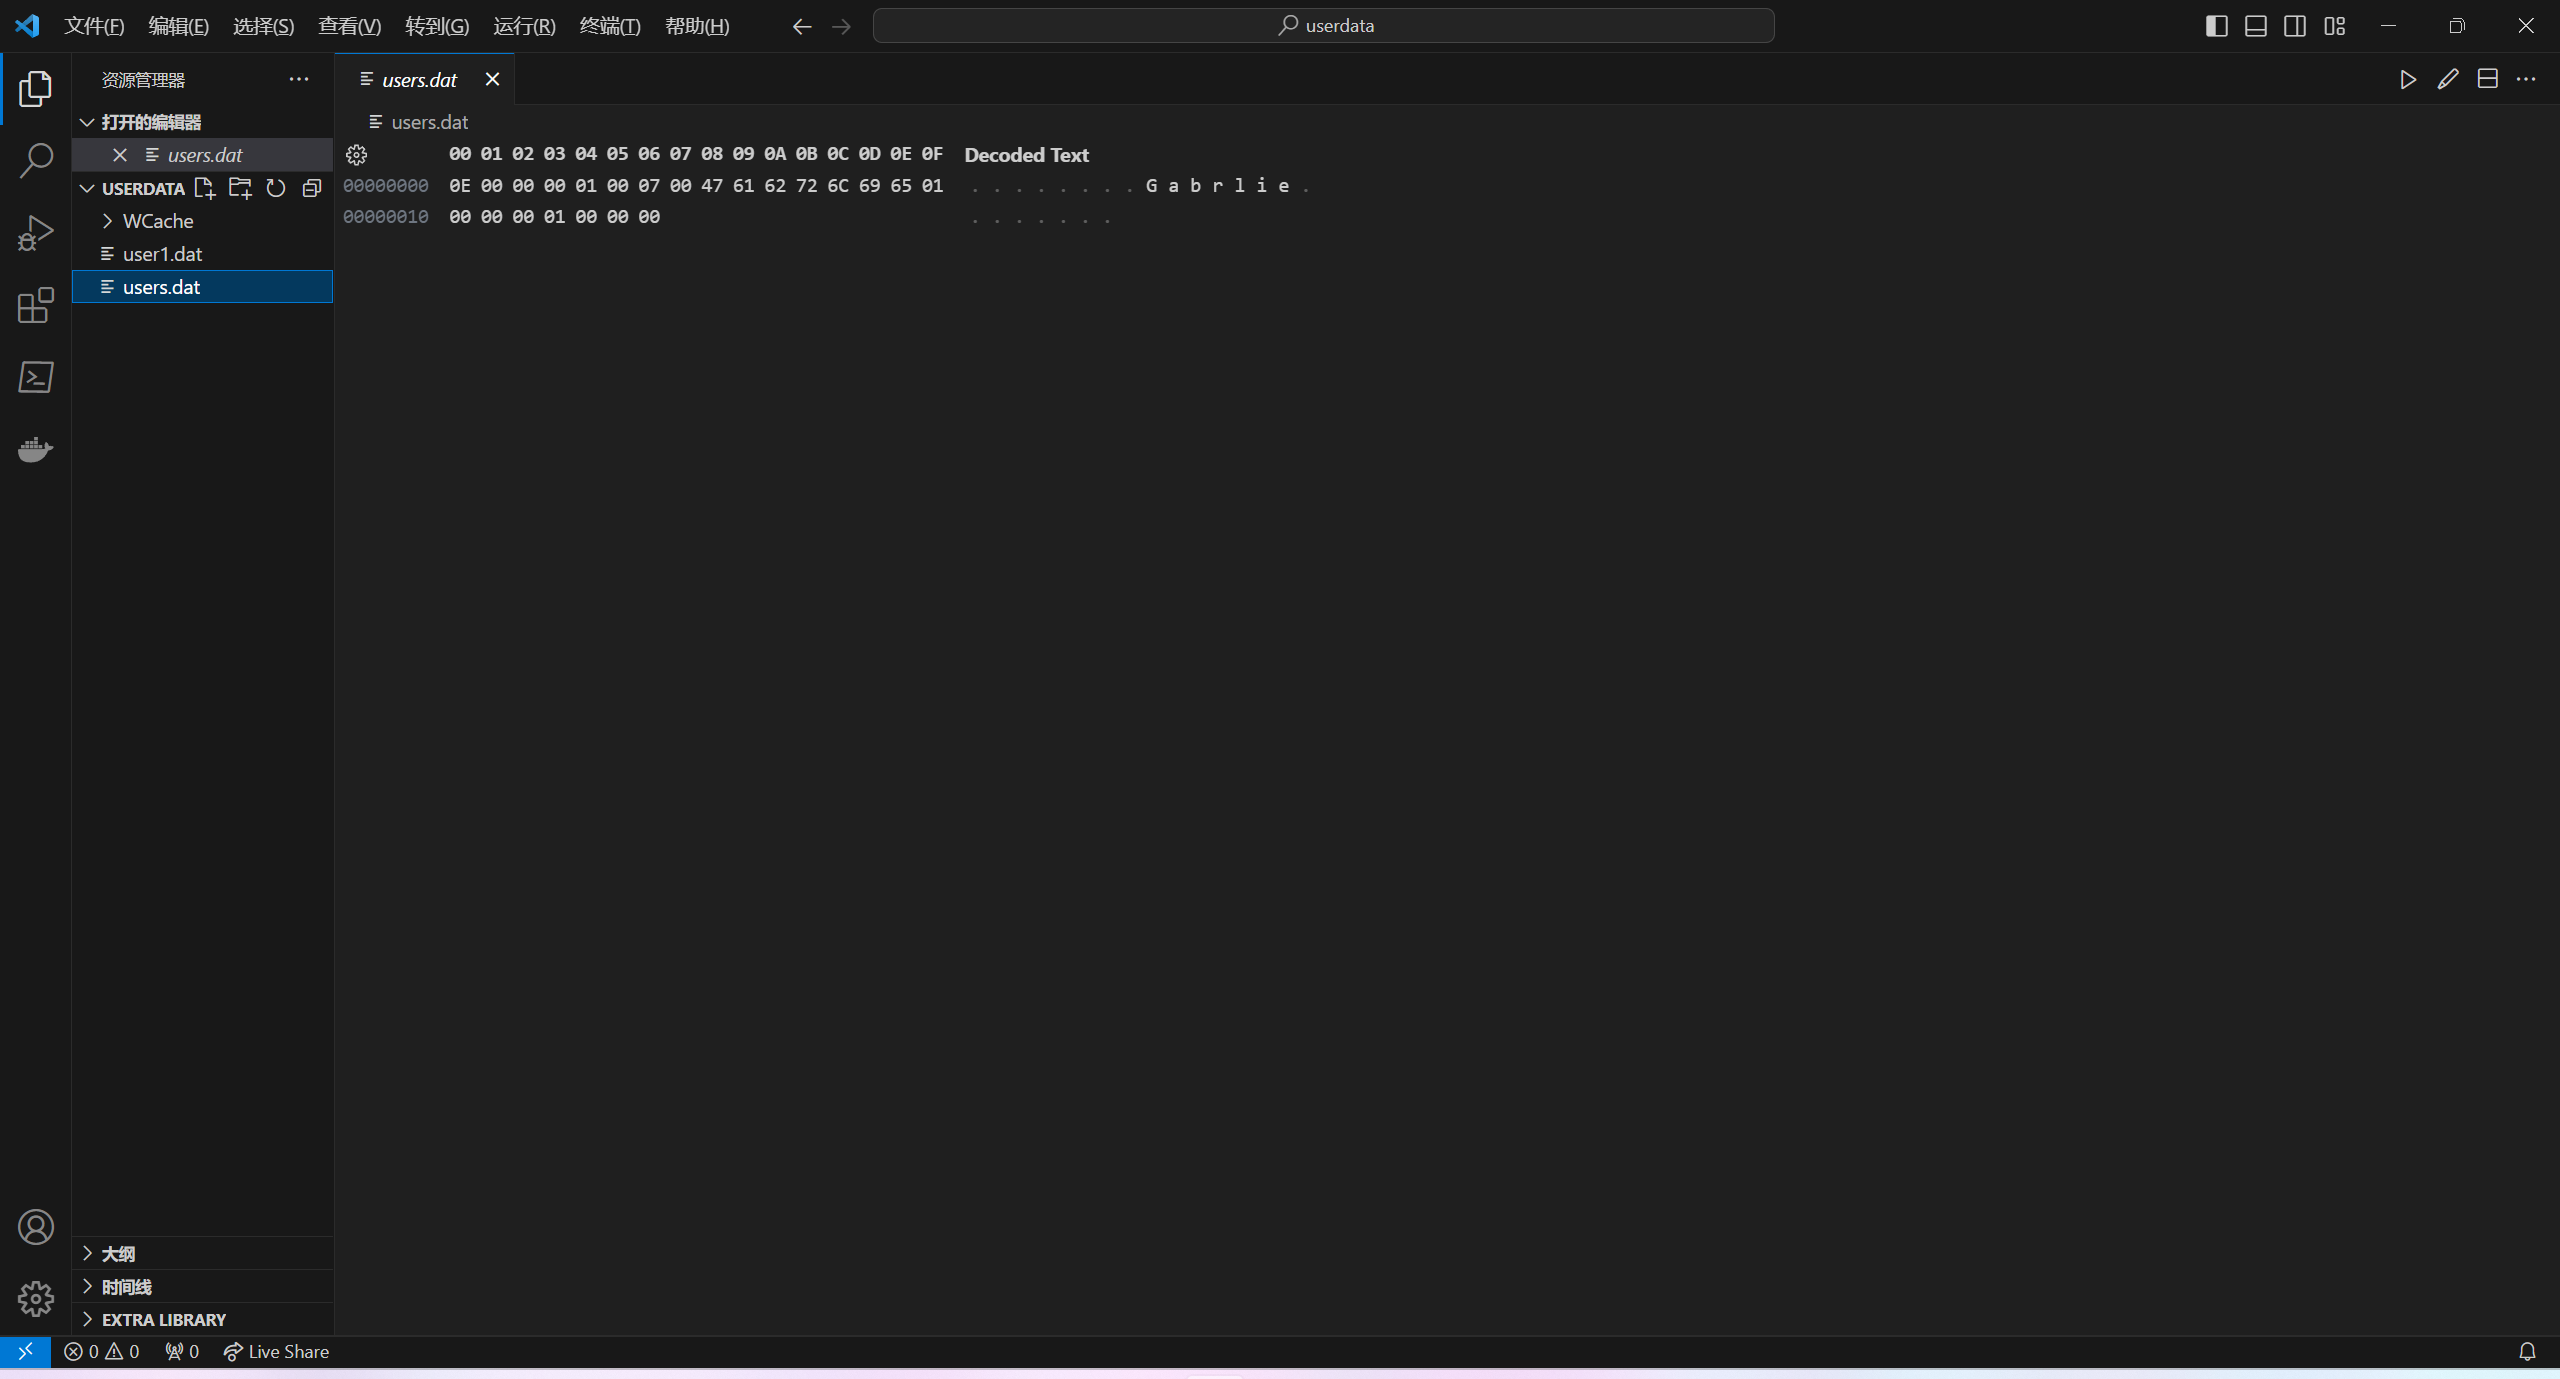 文件(F) 编辑(E) 选择(S) 查看(V) 转到(G) 运行(R) 终端(T) 帮助(H) userdata
资源管理器
打开的编辑器
users.dat
USERDATA
WCache
user1.dat
users.dat
大纲
时间线
EXTRA LIBRARY
users.dat
users.dat
00 01 02 03 04 05 06 07 08 09 0A 0B 0C 0D 0E 0F Decoded Text
00000000 0E 00 00 00 01 00 07 00 47 61 62 72 6C 69 65 01 . . . . . . . . G a b r l i e .
00000010 00 00 00 01 00 00 00 . . . . . . .
0 0 0 Live Share